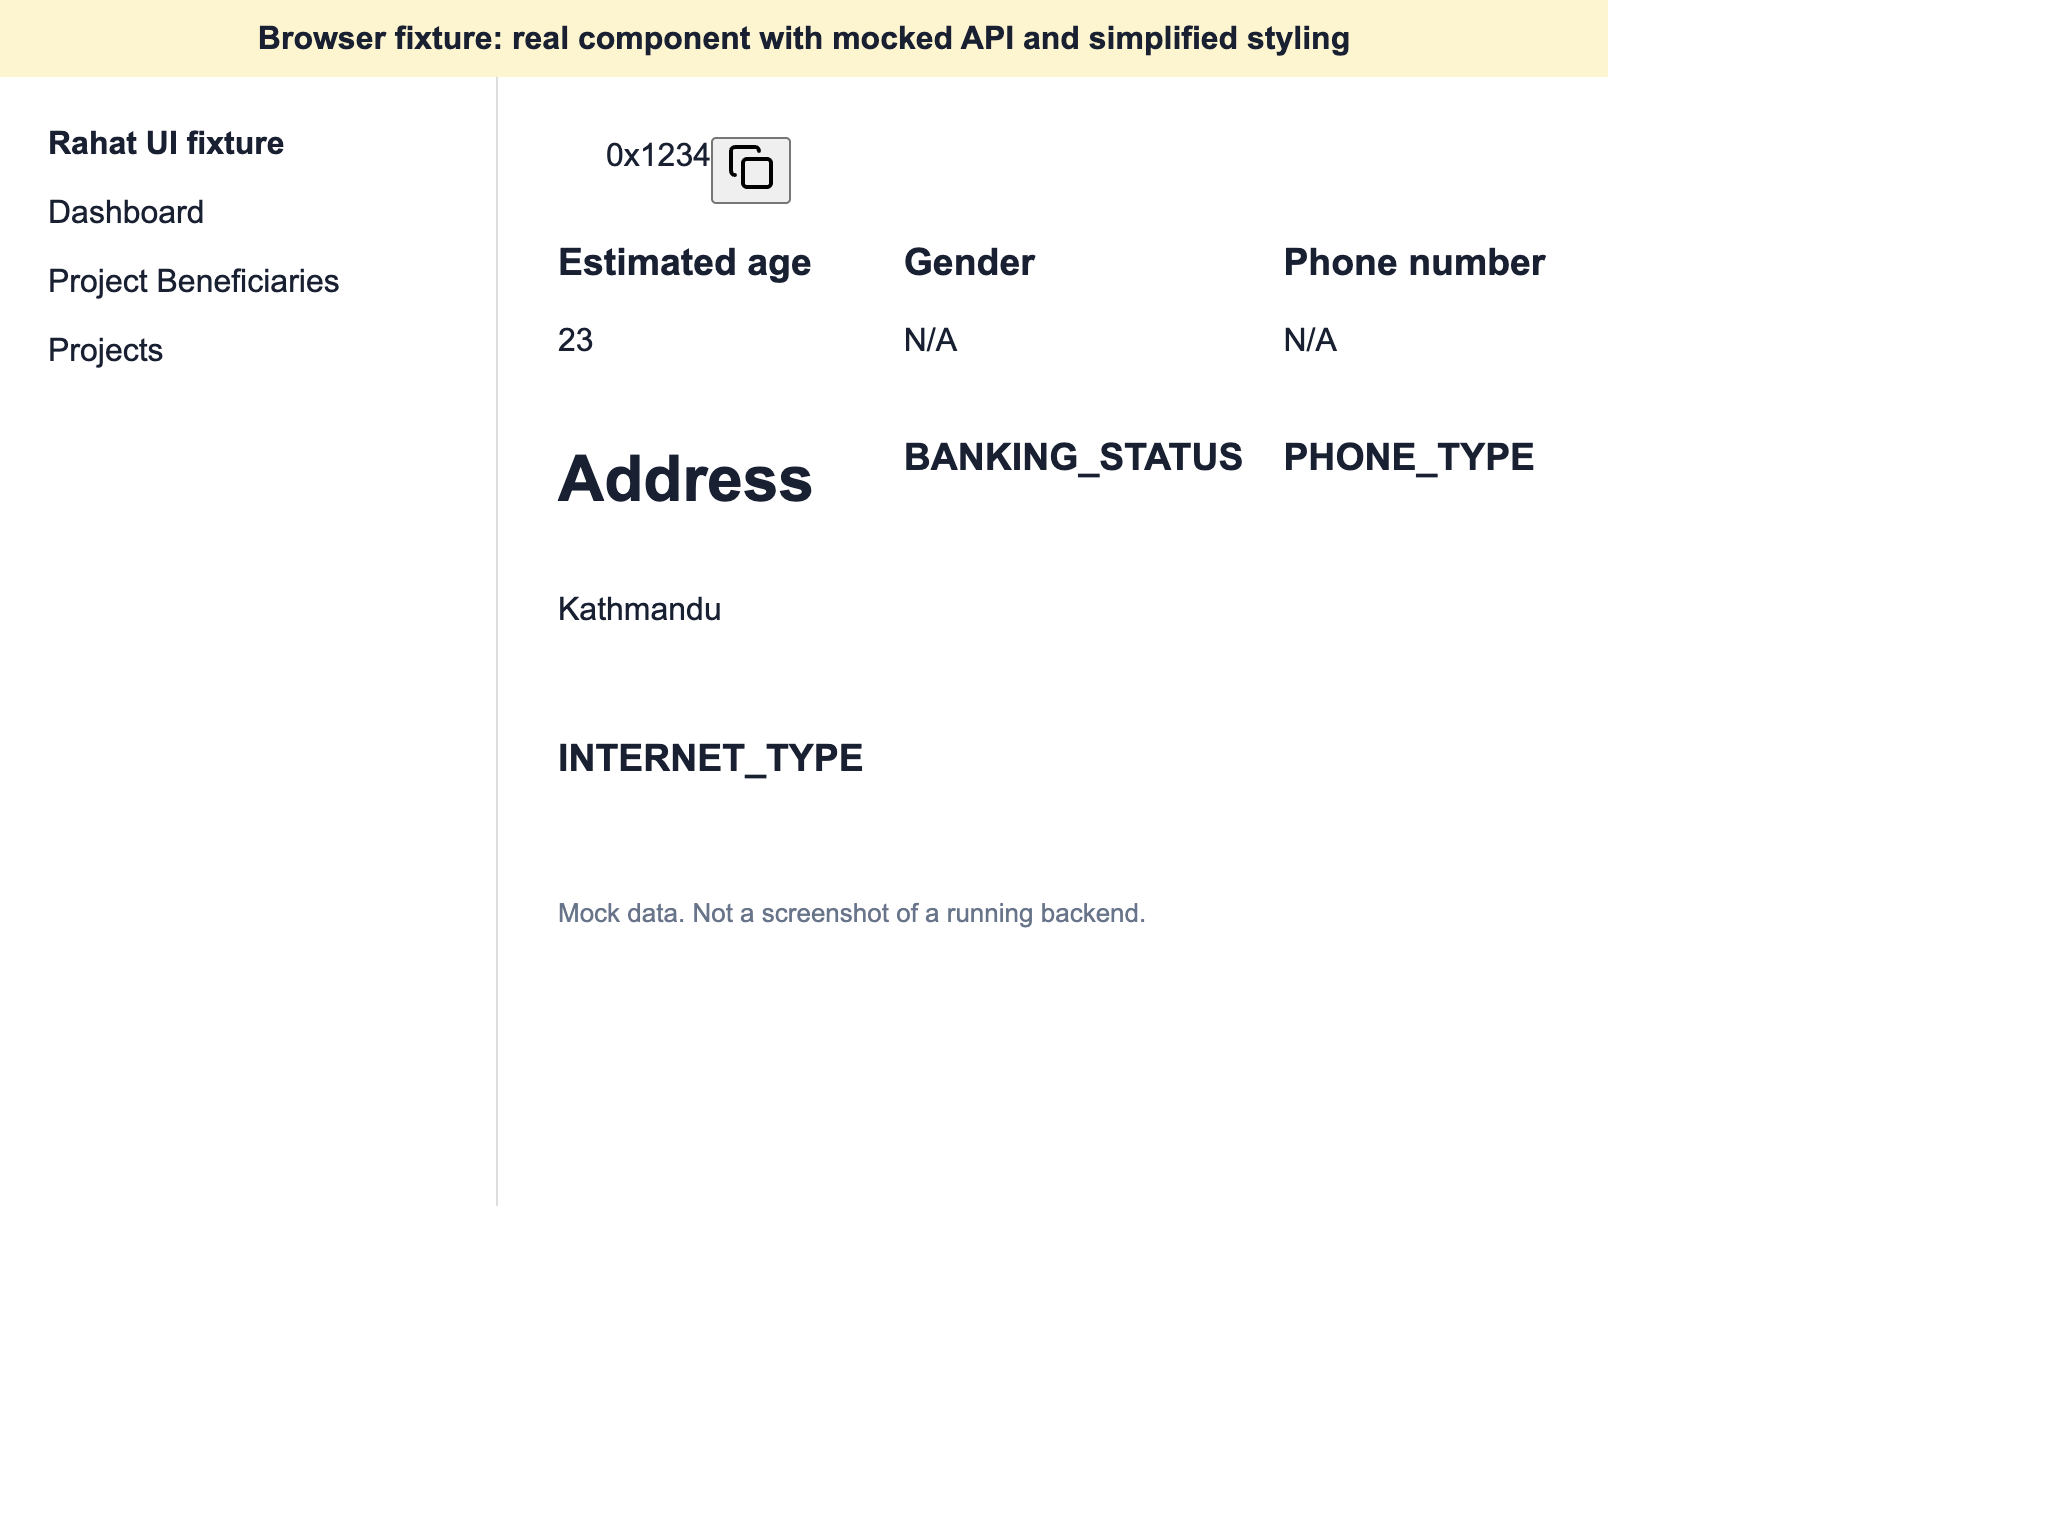 Browser fixture: real component with mocked API and simplified styling
Rahat UI fixture
Dashboard
Project Beneficiaries
Projects
0x1234
Estimated age
Gender
Phone number
23
N/A
N/A
Address
BANKING_STATUS
PHONE_TYPE
Kathmandu
INTERNET_TYPE
Mock data. Not a screenshot of a running backend.